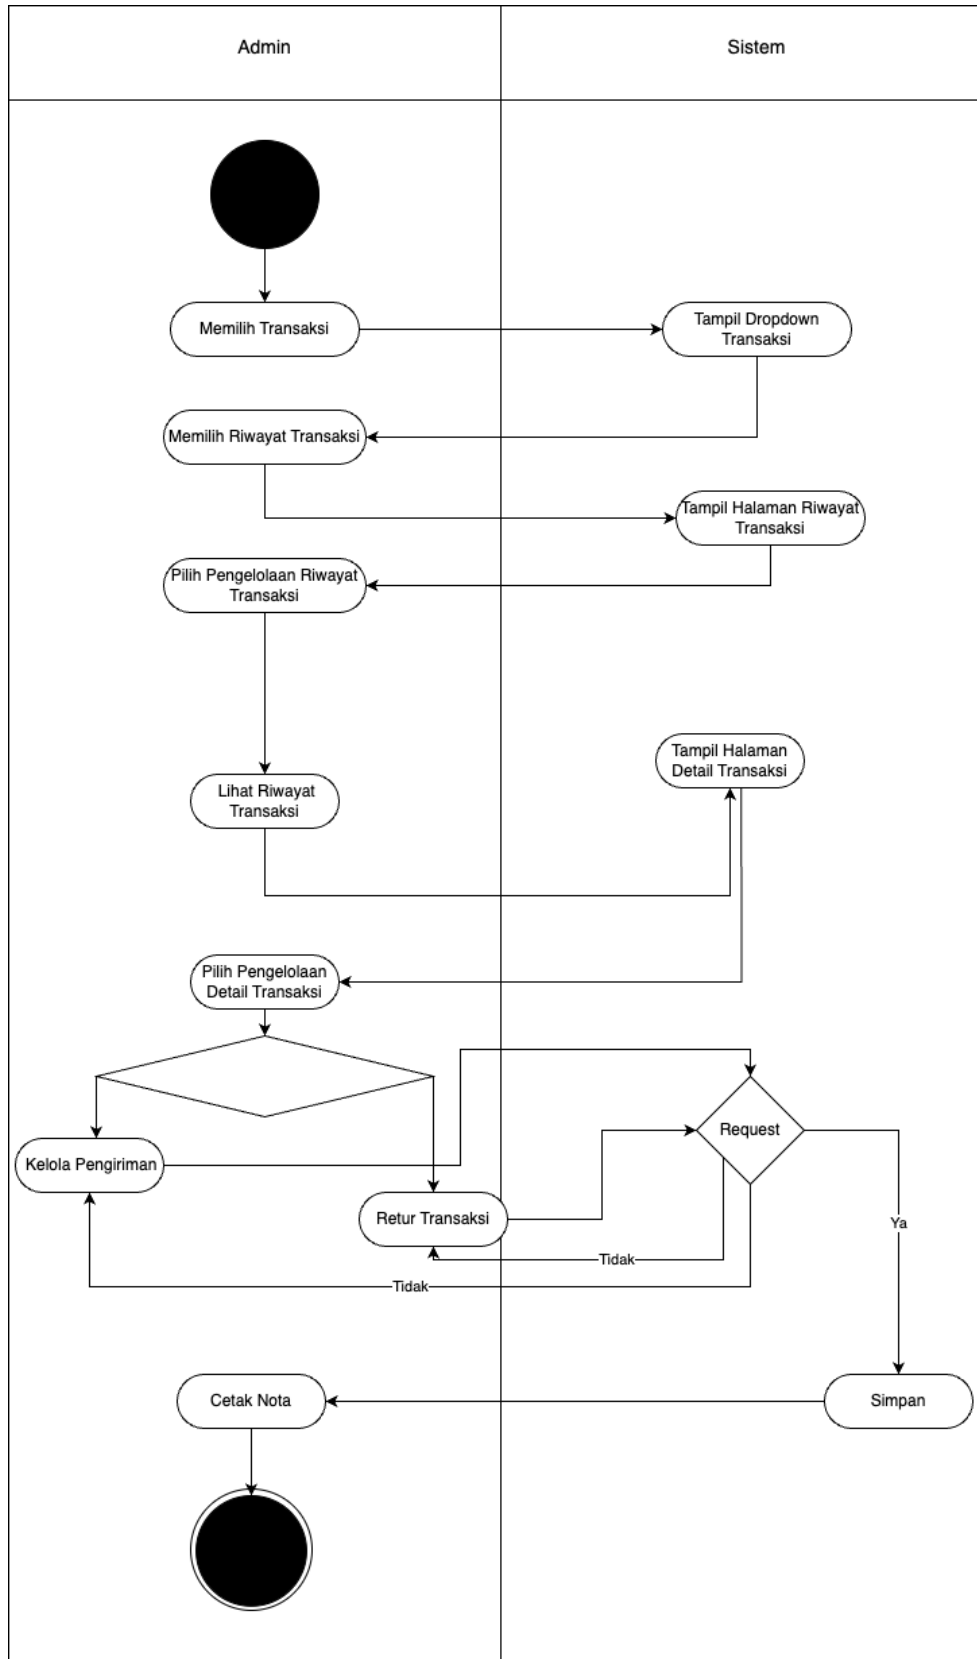 Admin
Sistem
Memilih Transaksi
Tampil Dropdown
Transaksi
Memilih Riwayat Transaksi
Tampil Halaman Riwayat
Transaksi
Pilih Pengelolaan Riwayat
Transaksi
Tampil Halaman
Detail Transaksi
Lihat Riwayat
Transaksi
Pilih Pengelolaan
Detail Transaksi
Request
Kelola Pengiriman
Retur Transaksi
Ya
Tidak
Tidak
Cetak Nota
Simpan